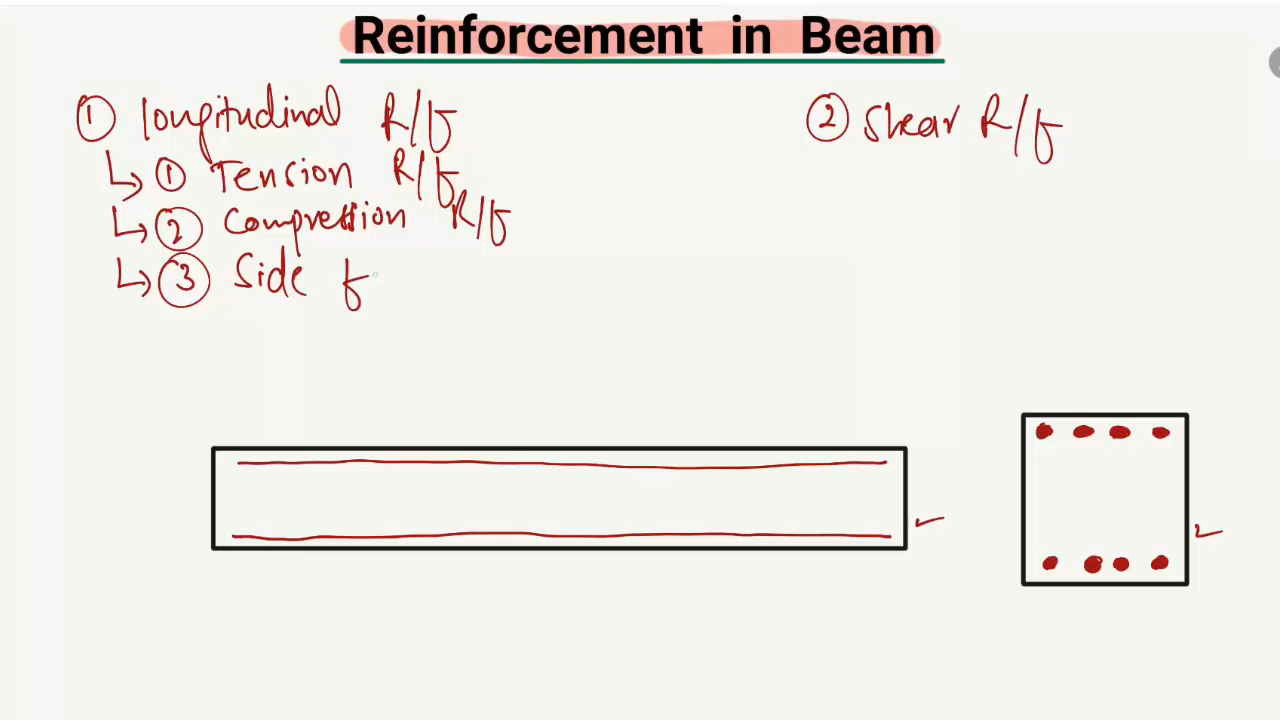 Reinforcement in Beam
① longitudinal R/f
① Tension R/f
② Compression R/f
③ Side f
② Shear R/f